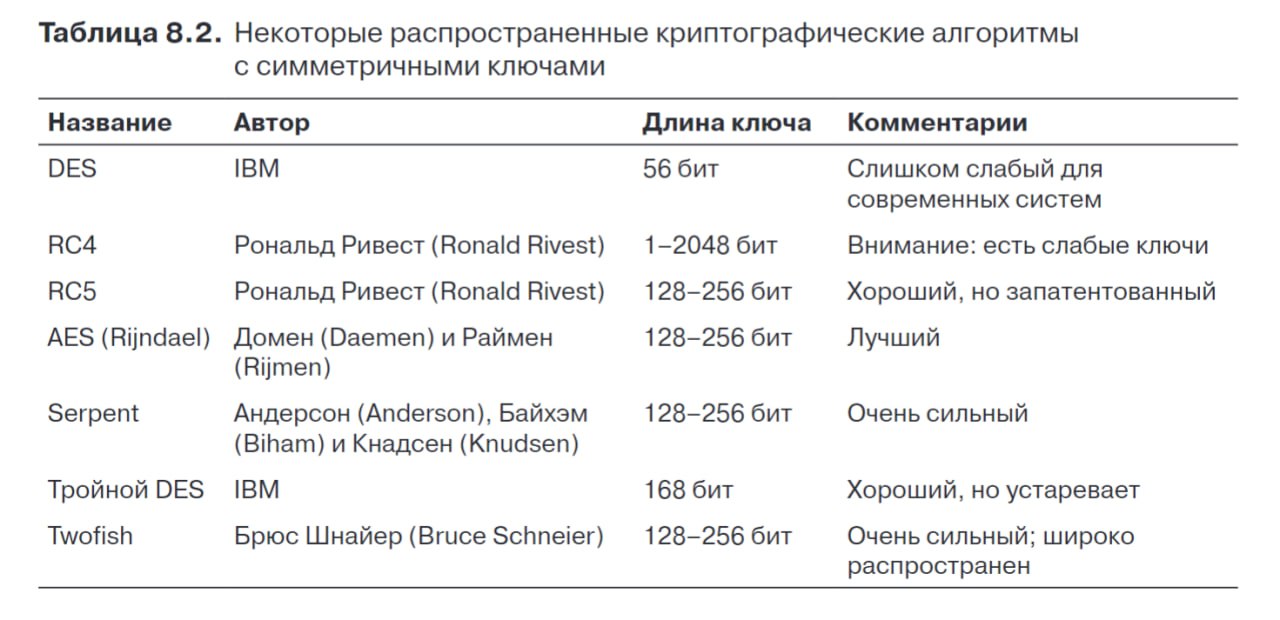 Таблица 8.2. Некоторые распространенные криптографические алгоритмы
с симметричными ключами
Название Автор Длина ключа Комментарии
DES IBM 56 бит Слишком слабый для
современных систем
RC4 Рональд Ривест (Ronald Rivest) 1–2048 бит Внимание: есть слабые ключи
RC5 Рональд Ривест (Ronald Rivest) 128–256 бит Хороший, но запатентованный
AES (Rijndael) Домен (Daemen) и Раймен 128–256 бит Лучший
(Rijmen)
Serpent Андерсон (Anderson), Байхэм 128–256 бит Очень сильный
(Biham) и Кнадсен (Knudsen)
Тройной DES IBM 168 бит Хороший, но устаревает
Twofish Брюс Шнайер (Bruce Schneier) 128–256 бит Очень сильный; широко
распространен